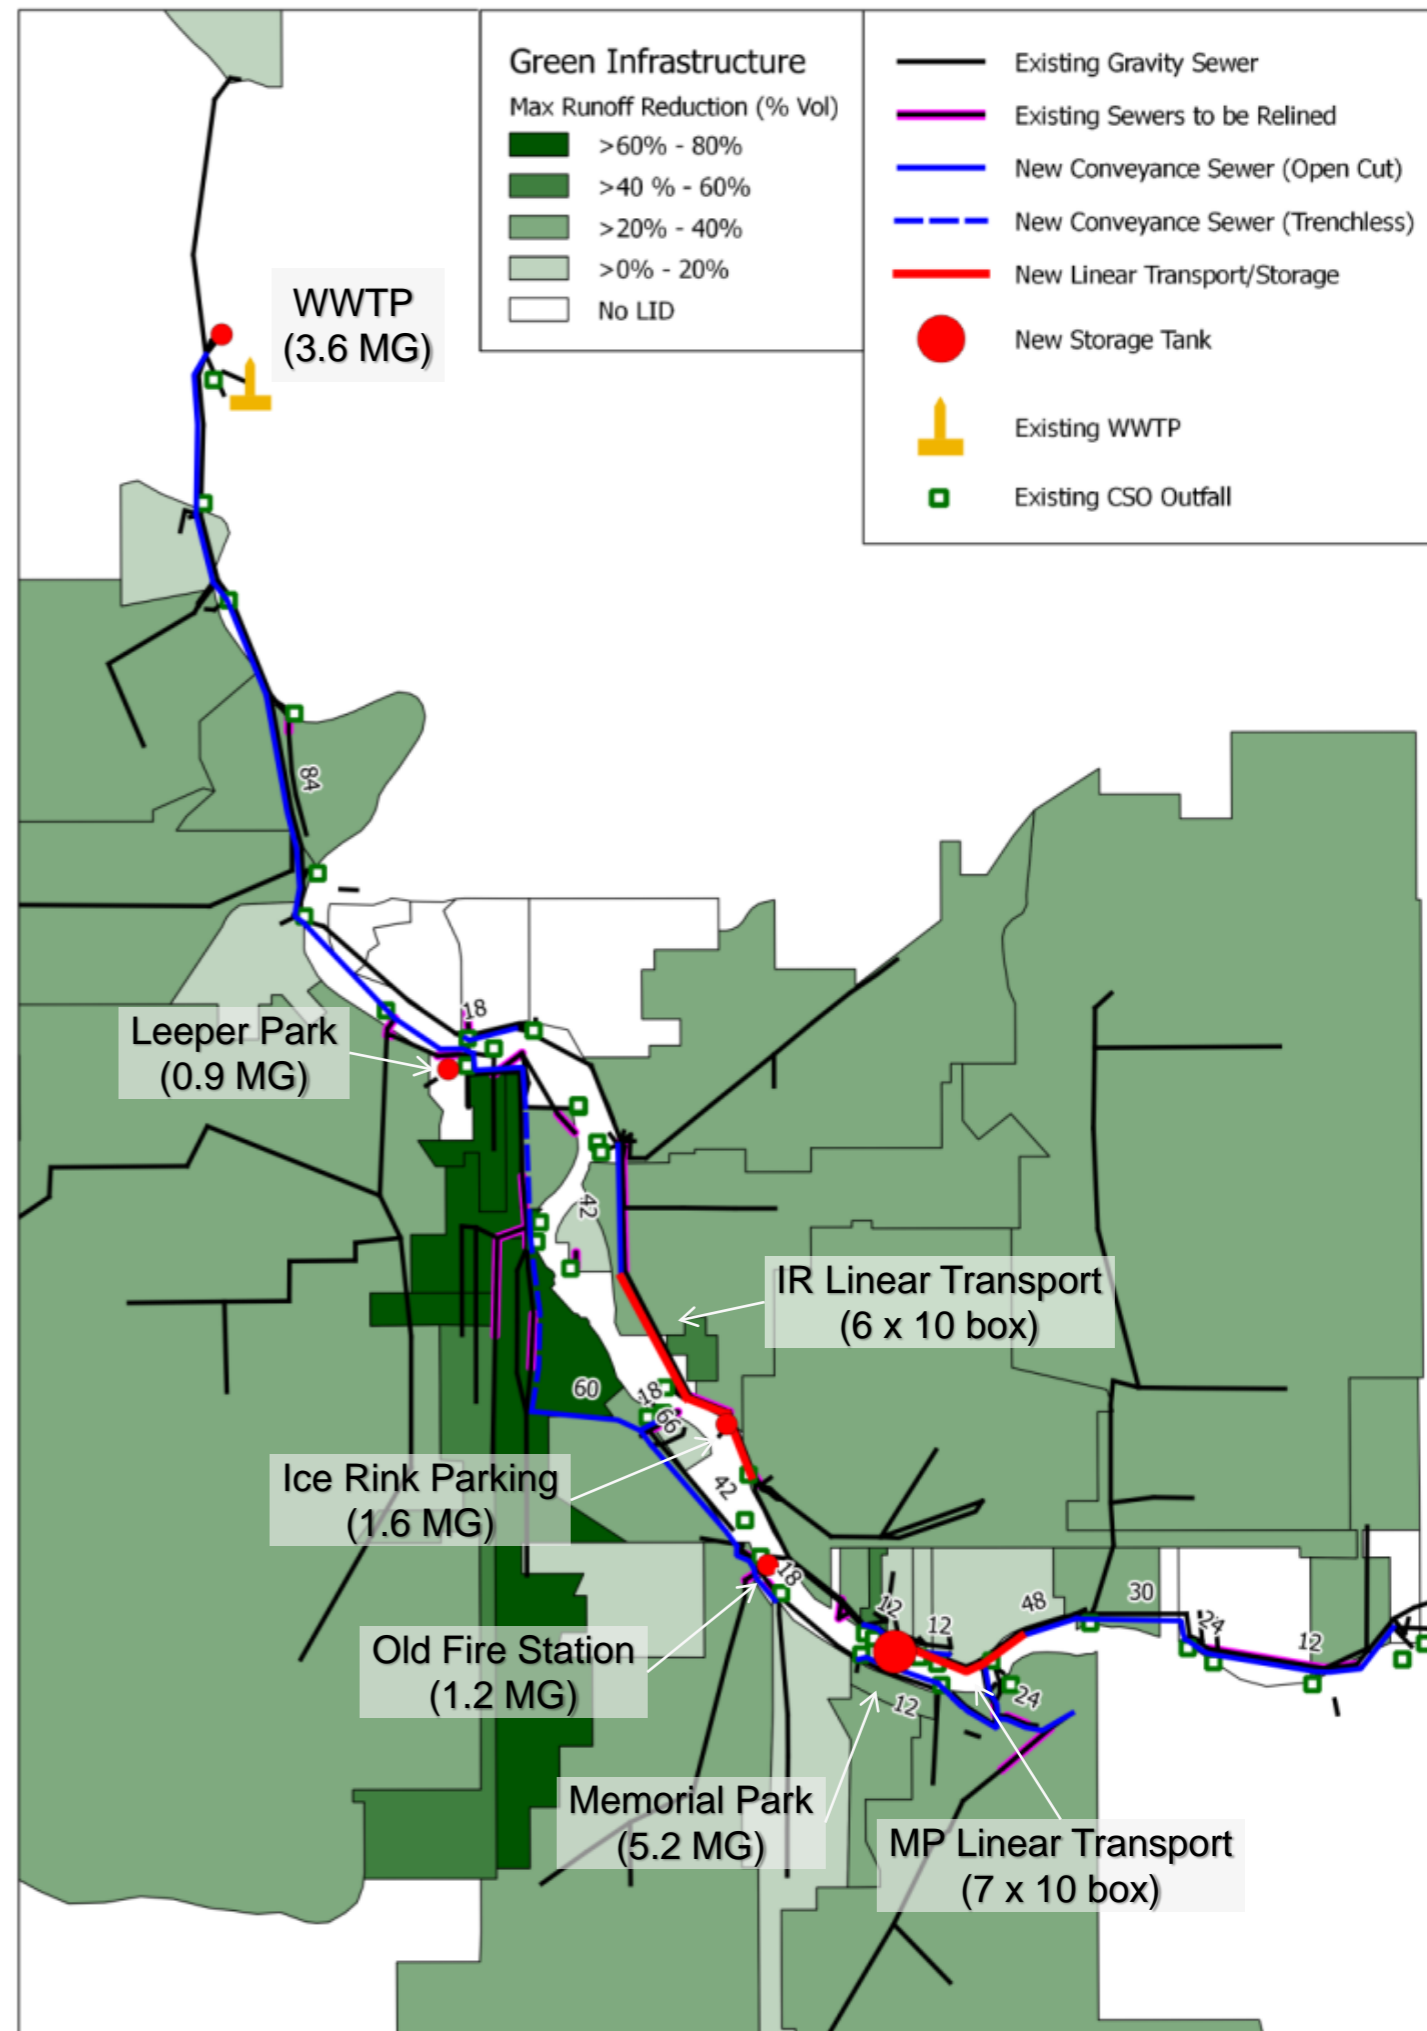 Green Infrastructure
Max Runoff Reduction (% Vol)
>60% - 80%
>40 % - 60%
>20% - 40%
>0% - 20%
No LID
Existing Gravity Sewer
Existing Sewers to be Relined
New Conveyance Sewer (Open Cut)
New Conveyance Sewer (Trenchless)
New Linear Transport/Storage
New Storage Tank
Existing WWTP
Existing CSO Outfall
WWTP
(3.6 MG)
84
18
Leeper Park
(0.9 MG)
42
IR Linear Transport
(6 x 10 box)
60
18
66
Ice Rink Parking
(1.6 MG)
42
18
12
12
48
30
24
12
Old Fire Station
(1.2 MG)
12
24
Memorial Park
(5.2 MG)
MP Linear Transport
(7 x 10 box)